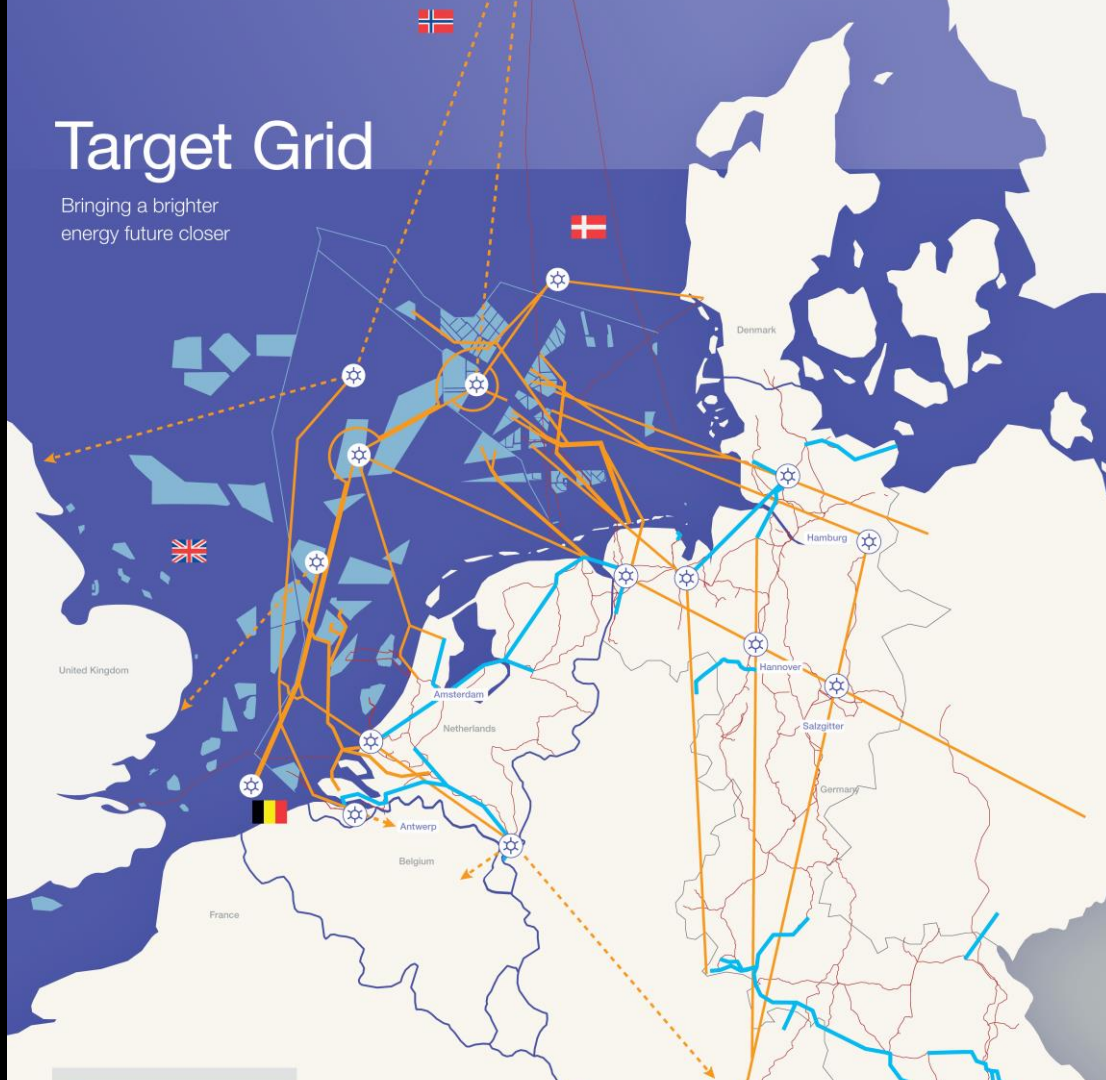 Target Grid
Bringing a brighter
energy future closer
Denmark
Hamburg
United Kingdom
Hannover
Amsterdam
Netherlands
Salzgitter
Germany
Antwerp
Belgium
France